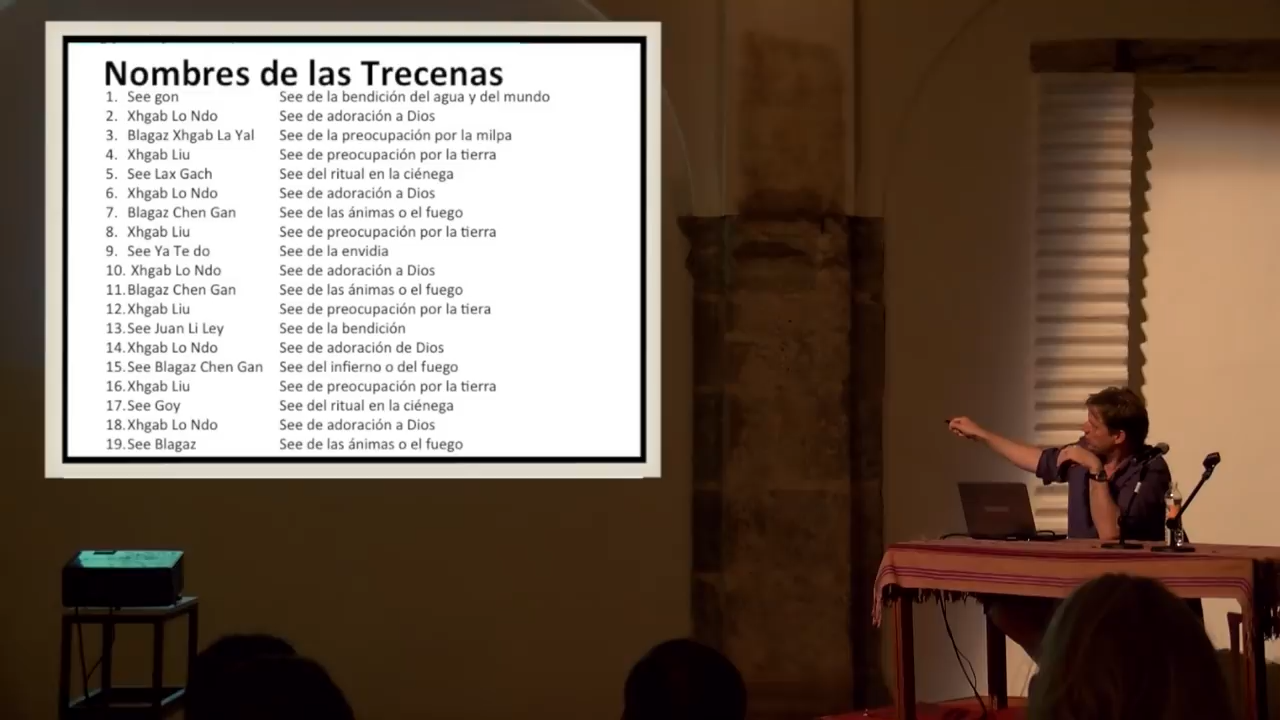 Nombres de las Trecenas
1. See gon See de la bendición del agua y del mundo
2. Xhgab Lo Ndo See de adoración a Dios
3. Blagaz Xhgab La Yal See de la preocupación por la milpa
4. Xhgab Liu See de preocupación por la tierra
5. See Lax Gach See del ritual en la ciénega
6. Xhgab Lo Ndo See de adoración a Dios
7. Blagaz Chen Gan See de las ánimas o el fuego
8. Xhgab Liu See de preocupación por la tierra
9. See Ya Te do See de la envidia
10. Xhgab Lo Ndo See de adoración a Dios
11. Blagaz Chen Gan See de las ánimas o el fuego
12. Xhgab Liu See de preocupación por la tiera
13. See Juan Li Ley See de la bendición
14. Xhgab Lo Ndo See de adoración de Dios
15. See Blagaz Chen Gan See del infierno o del fuego
16. Xhgab Liu See de preocupación por la tierra
17. See Goy See del ritual en la ciénega
18. Xhgab Lo Ndo See de adoración a Dios
19. See Blagaz See de las ánimas o el fuego